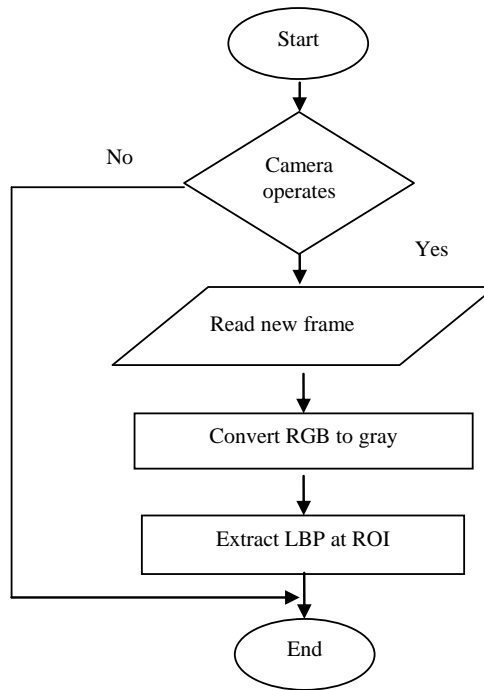 Start
No
Camera
operates
Yes
Read new frame
Convert RGB to gray
Extract LBP at ROI
End